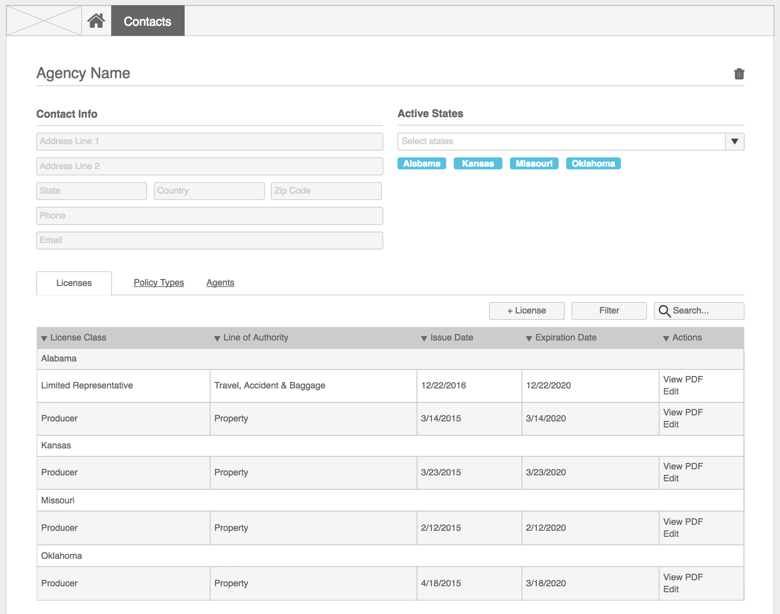 Contacts
Agency Name
Contact Info
Address Line 1
Address Line 2
State Country Zip Code
Phone
Email
Active States
Select states
Alabama Kansas Missouri Oklahoma
Licenses Policy Types Agents
+ License Filter Search...
License Class Line of Authority Issue Date Expiration Date Actions
Alabama
Limited Representative Travel, Accident & Baggage 12/22/2016 12/22/2020 View PDF
Edit
Producer Property 3/14/2015 3/14/2020 View PDF
Edit
Kansas
Producer Property 3/23/2015 3/23/2020 View PDF
Edit
Missouri
Producer Property 2/12/2015 2/12/2020 View PDF
Edit
Oklahoma
Producer Property 4/18/2015 3/18/2020 View PDF
Edit